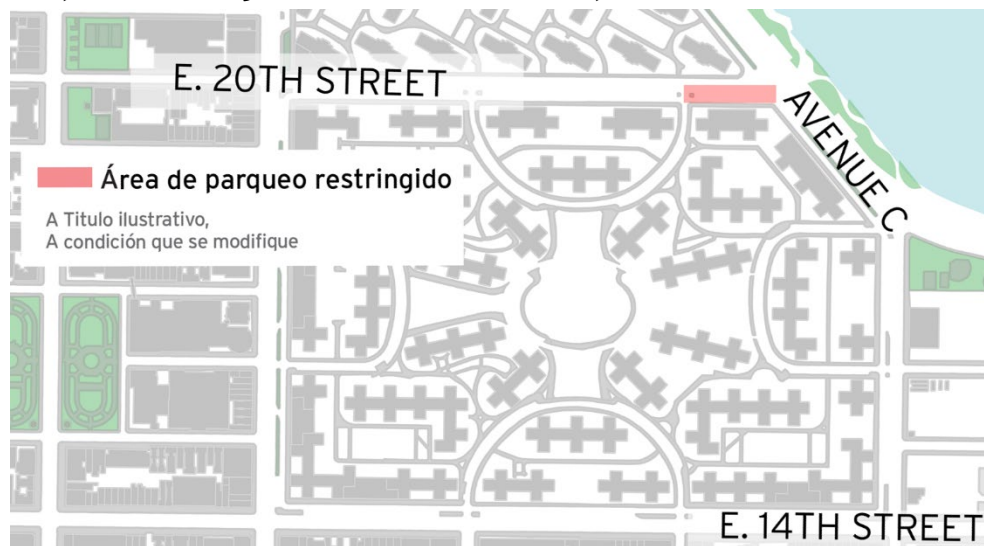 E. 20TH STREET
AVENUE C
Área de parqueo restringido
A Titulo ilustrativo,
A condición que se modifique
E. 14TH STREET